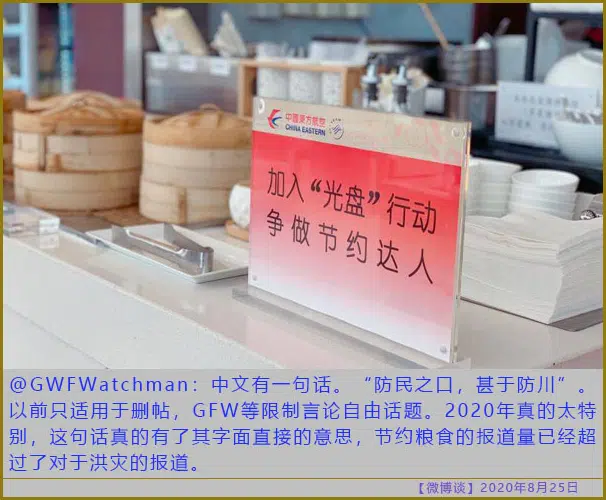 中國東方航空
CHINA EASTERN
加入“光盘”行动
争做节约达人
@GWFWatchman：中文有一句话。“防民之口，甚于防川”。
以前只适用于删帖，GFW等限制言论自由话题。2020年真的太特
别，这句话真的有了其字面直接的意思，节约粮食的报道量已经超
过了对于洪灾的报道。
【微博谈】2020年8月25日